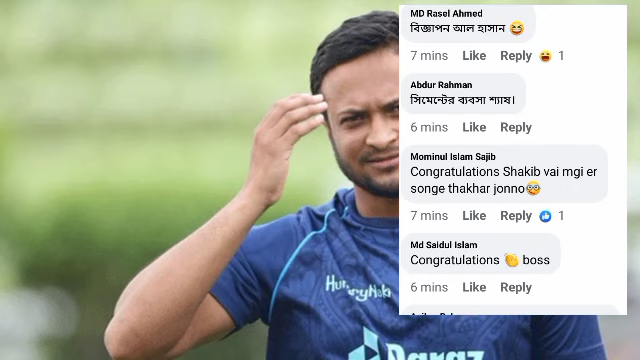 MD Rasel Ahmed
বিজ্ঞাপন আল হাসান 😆
7 mins Like Reply 1
Abdur Rahman
সিমেন্টের ব্যবসা শ্যাষ।
6 mins Like Reply
Mominul Islam Sajib
Congratulations Shakib vai mgi er
songe thakhar jonno🥸
7 mins Like Reply 1
Md Saidul Islam
Congratulations 👏 boss
6 mins Like Reply
Daraz